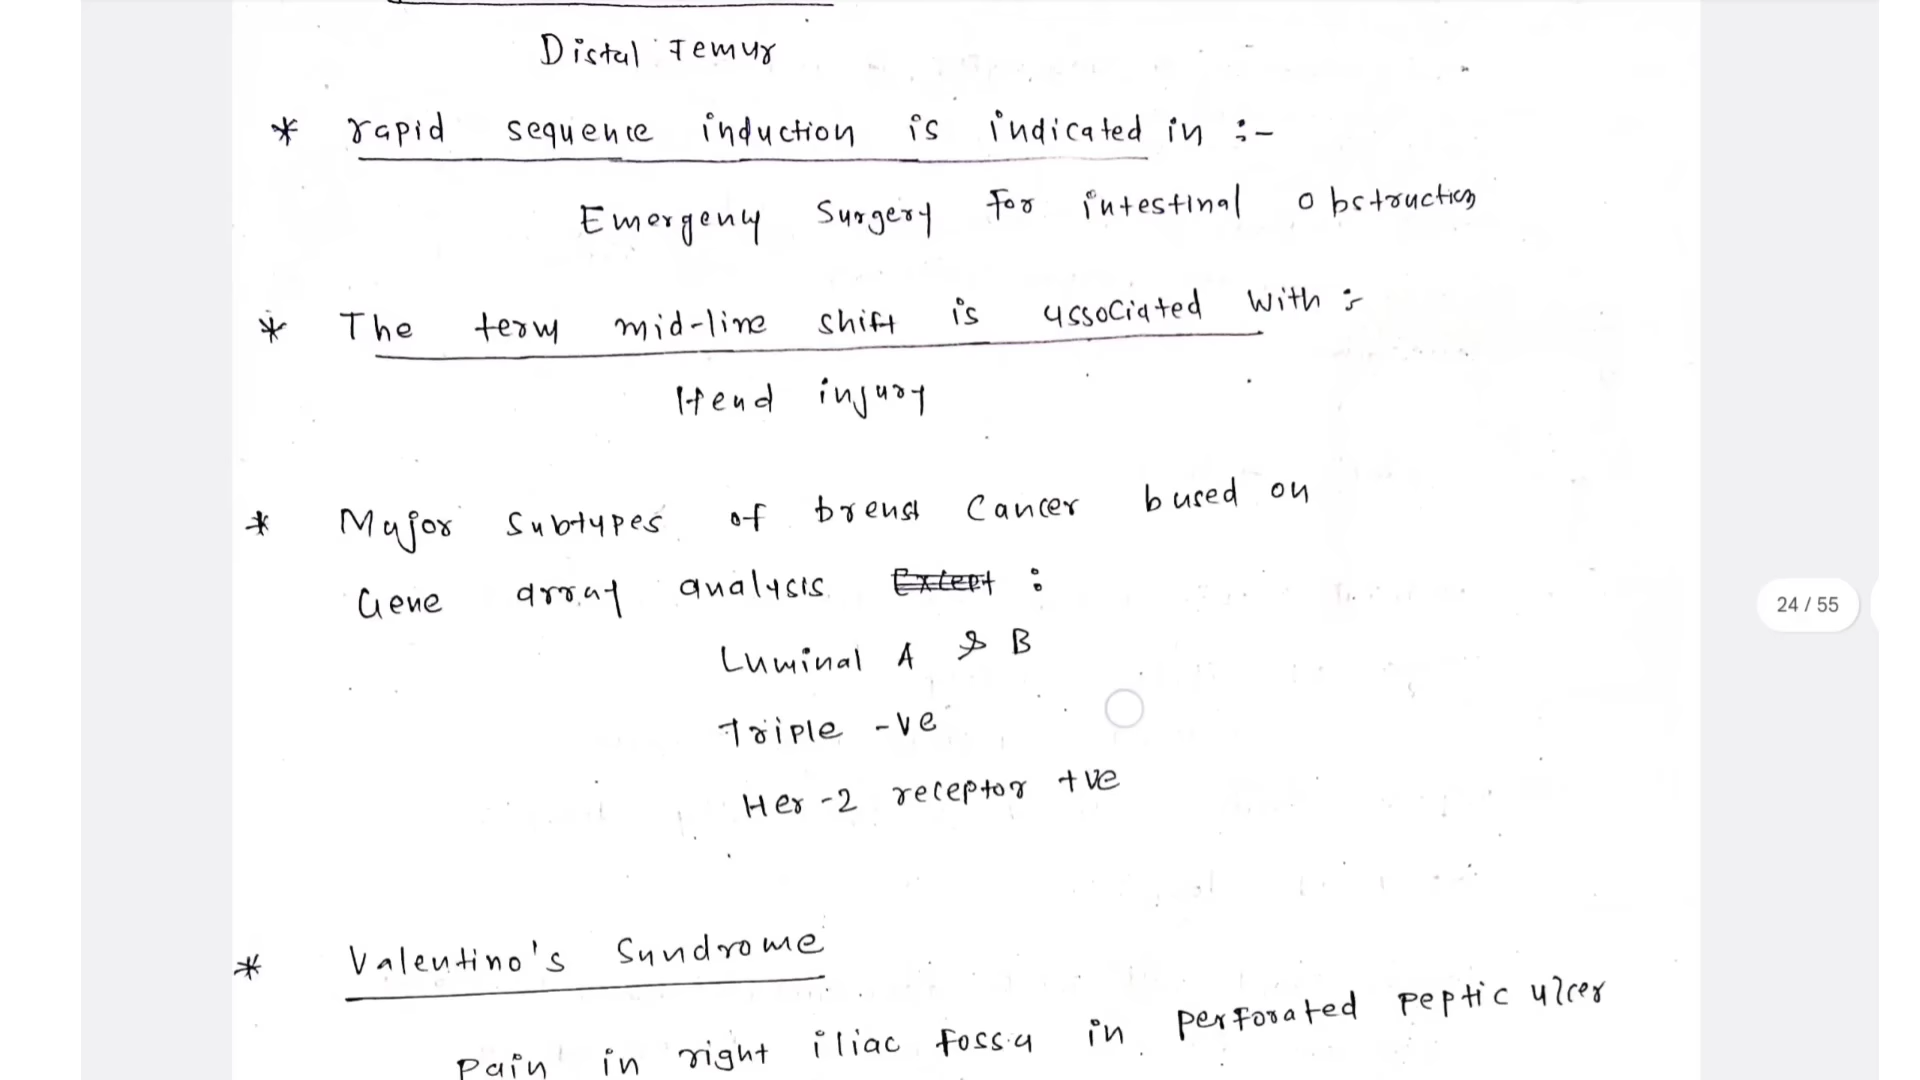 Distal Femur
* rapid sequence induction is indicated in :-
Emergency Surgery for intestinal obstruction
* The term mid-line shift is associated with :-
Head injury
* Major Subtypes of breast Cancer based on
Gene array analysis Except :
Luminal A & B
Triple -ve
Her-2 receptor +ve
24 / 55
* Valentino's Syndrome
Pain in right iliac fossa in perforated peptic ulcer